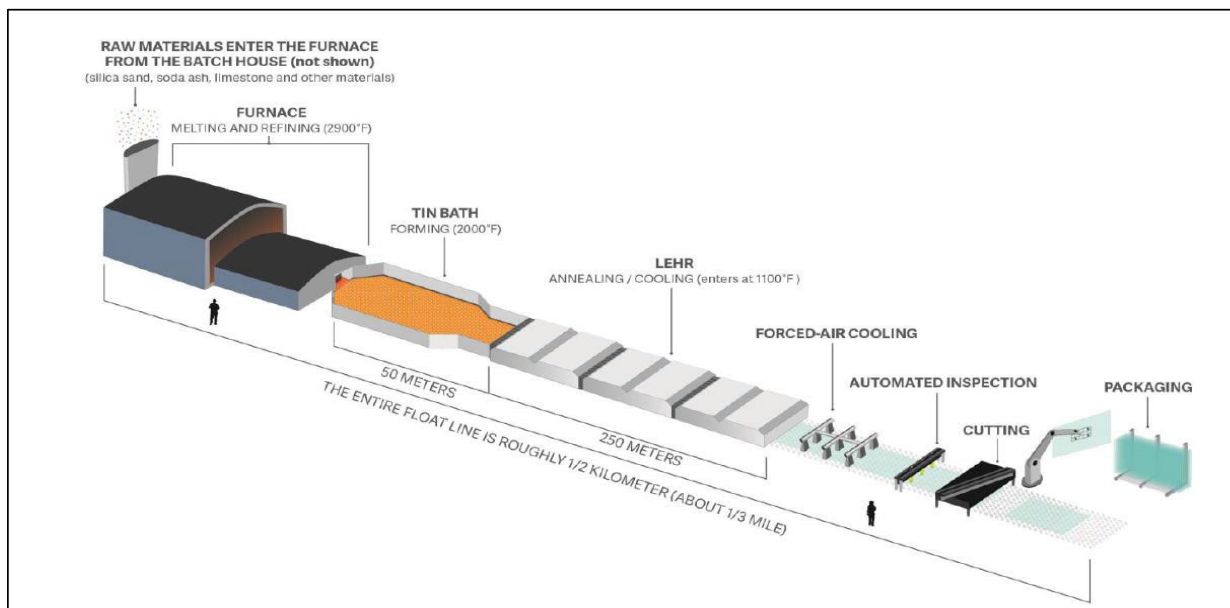 RAW MATERIALS ENTER THE FURNACE
FROM THE BATCH HOUSE (not shown)
(silica sand, soda ash, limestone and other materials)
FURNACE
MELTING AND REFINING (2900°F)
TIN BATH
FORMING (2000°F)
LEHR
ANNEALING / COOLING (enters at 1100°F)
FORCED-AIR COOLING
AUTOMATED INSPECTION
PACKAGING
CUTTING
50 METERS
250 METERS
THE ENTIRE FLOAT LINE IS ROUGHLY 1/2 KILOMETER (ABOUT 1/3 MILE)